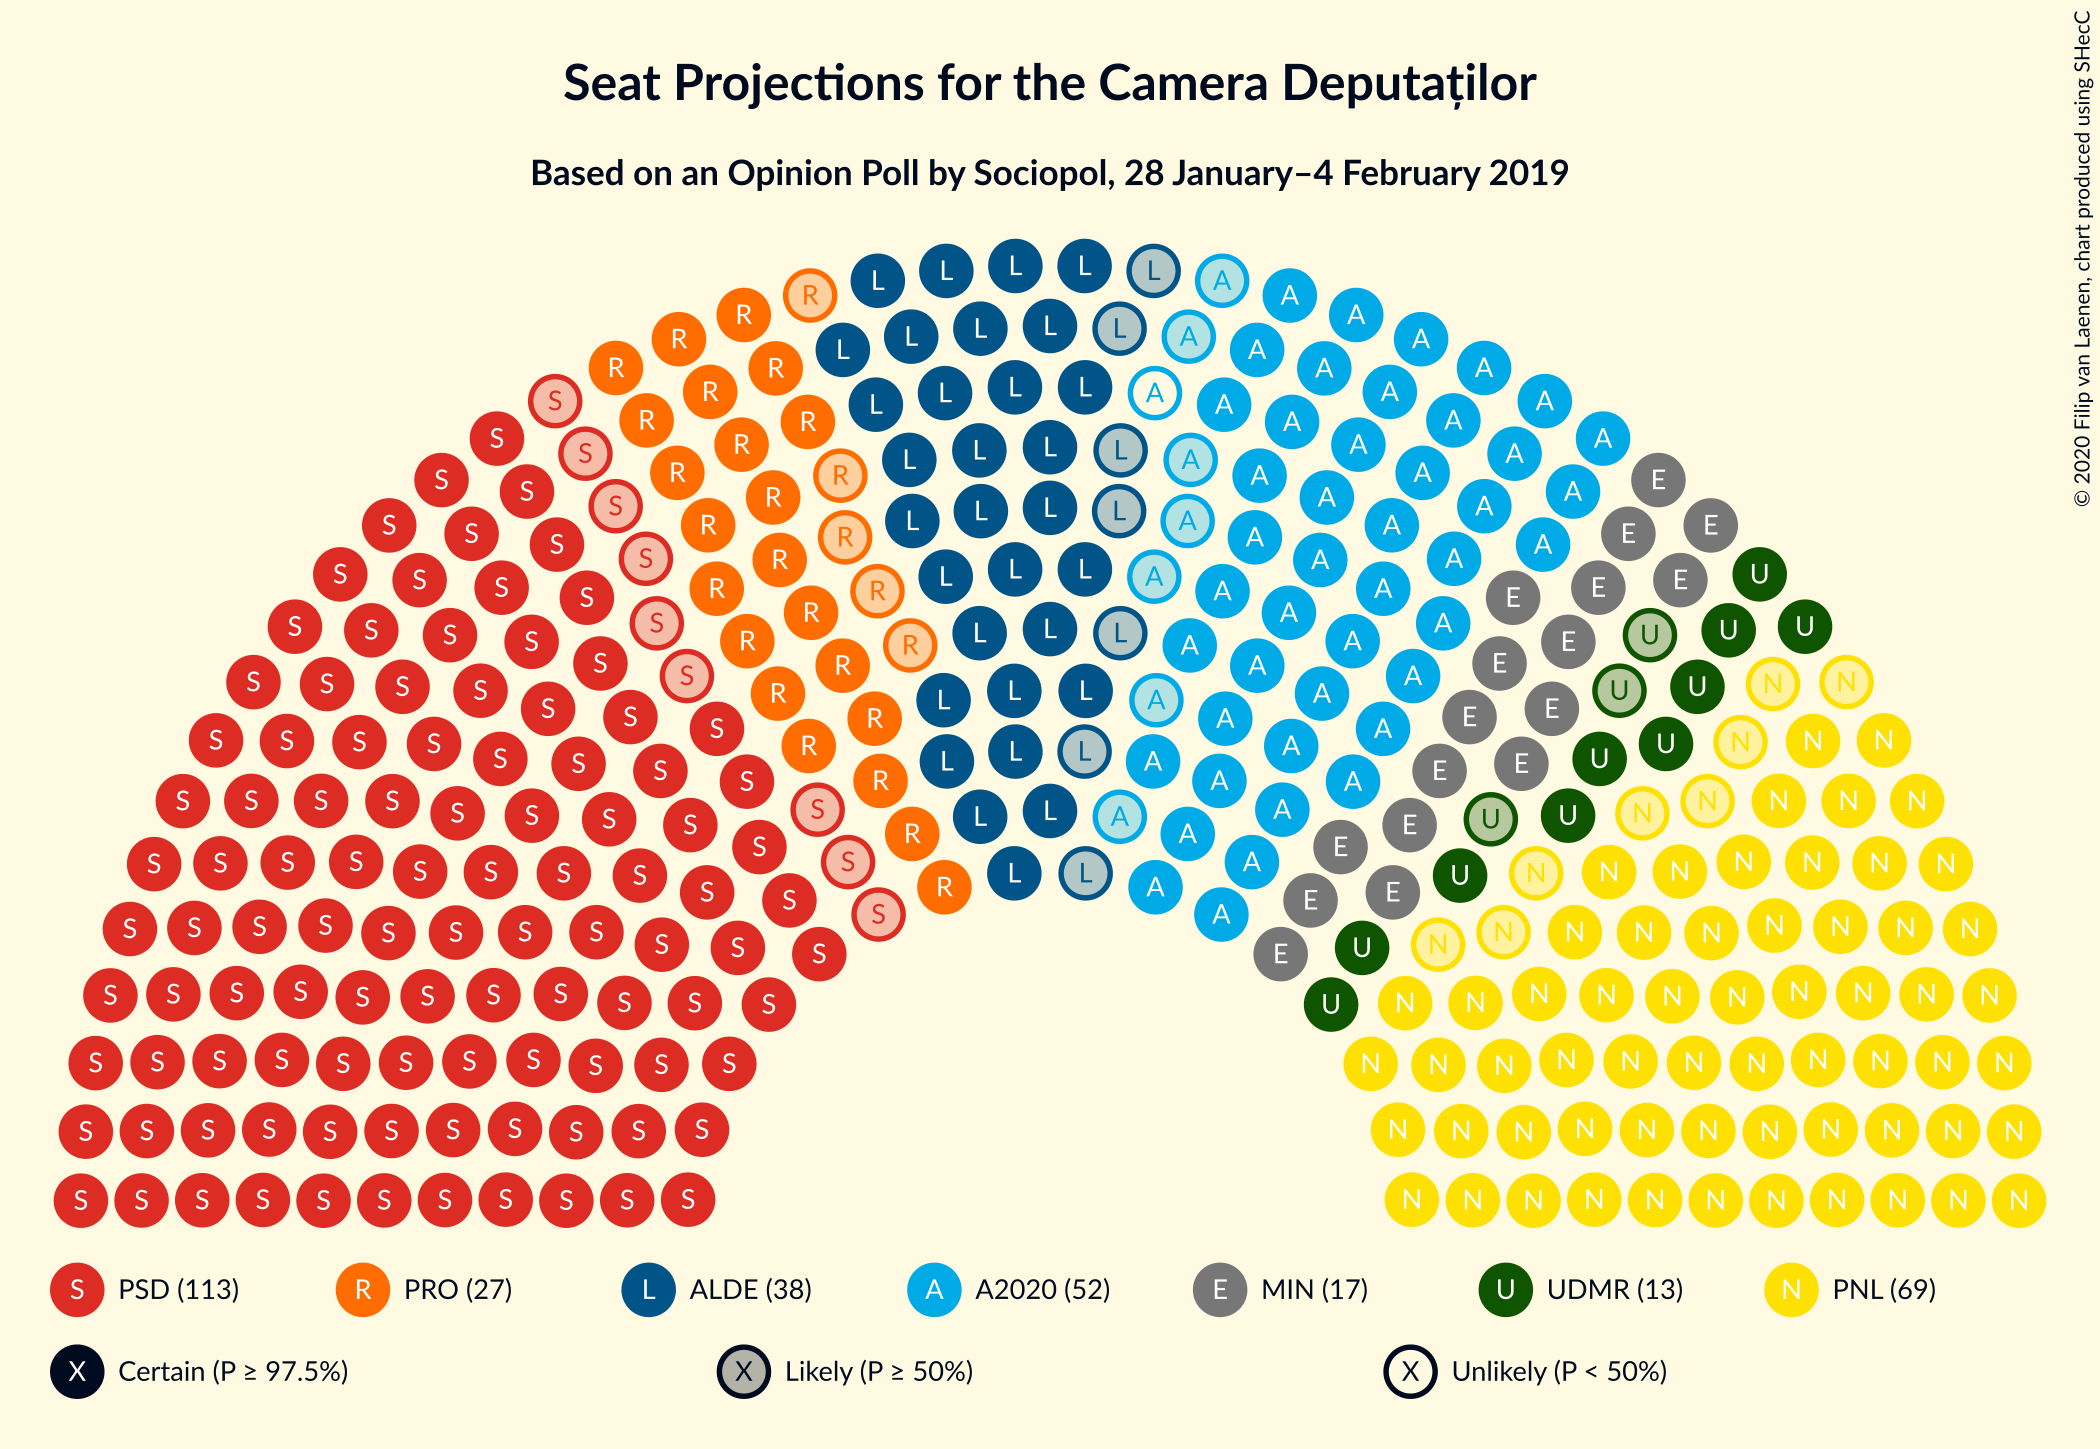 Seat Projections for the Camera Deputaților
Based on an Opinion Poll by Sociopol, 28 January–4 February 2019
© 2020 Filip van Laenen, chart produced using SHecC
S PSD (113) R PRO (27) L ALDE (38) A A2020 (52) E MIN (17) U UDMR (13) N PNL (69)
X Certain (P ≥ 97.5%) X Likely (P ≥ 50%) X Unlikely (P < 50%)